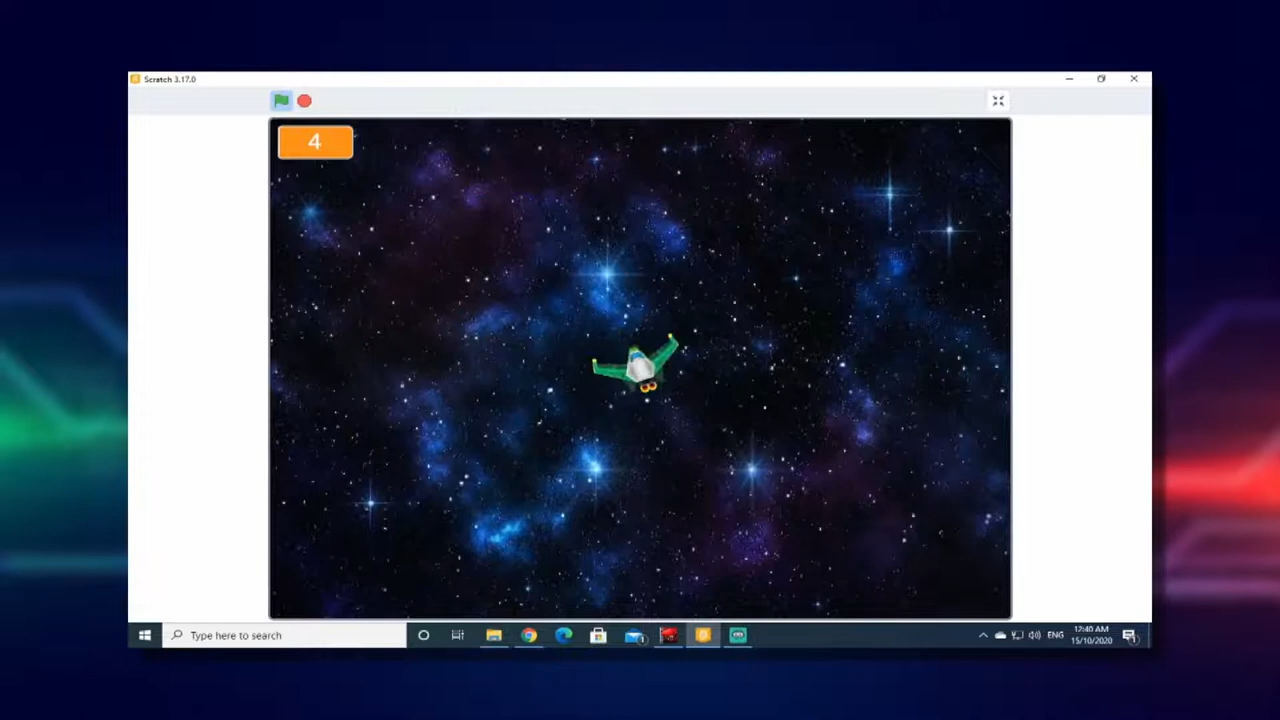 Scratch 3.17.0
4
Type here to search
ENG
12:40 AM
15/10/2020